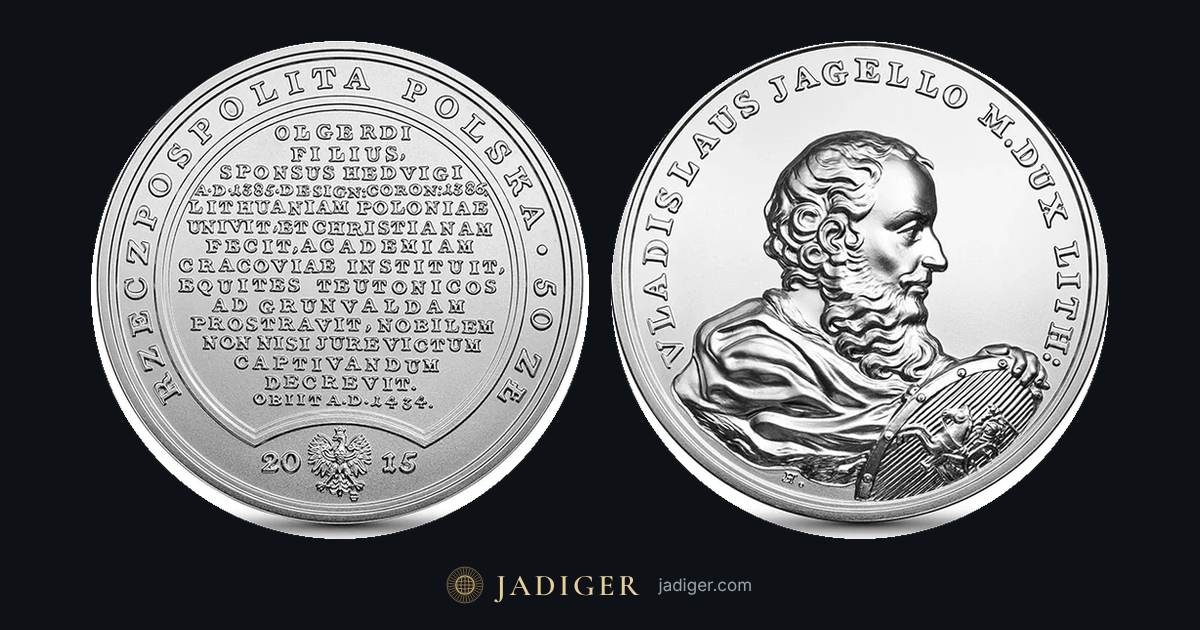 RZECZPOSPOLITA POLSKA · 50 ZŁ
OLGERDI
FILIUS,
SPONSUS HEDVIGI
A.D.1385.DESIGN:CORON:1386
LITHUANIAM POLONIAE
UNIVIT,ET CHRISTIANAM
FECIT, ACADEMIAM
CRACOVIAE INSTITUIT,
EQUITES TEUTONICOS
AD GRUNVALDAM
PROSTRAVIT, NOBILEM
NON NISI JURE VICTUM
CAPTIVANDUM
DECREVIT.
OBIIT A.D.1434.
20 15
VLADISLAUS JAGELLO M.DUX LITH:
JADIGER jadiger.com